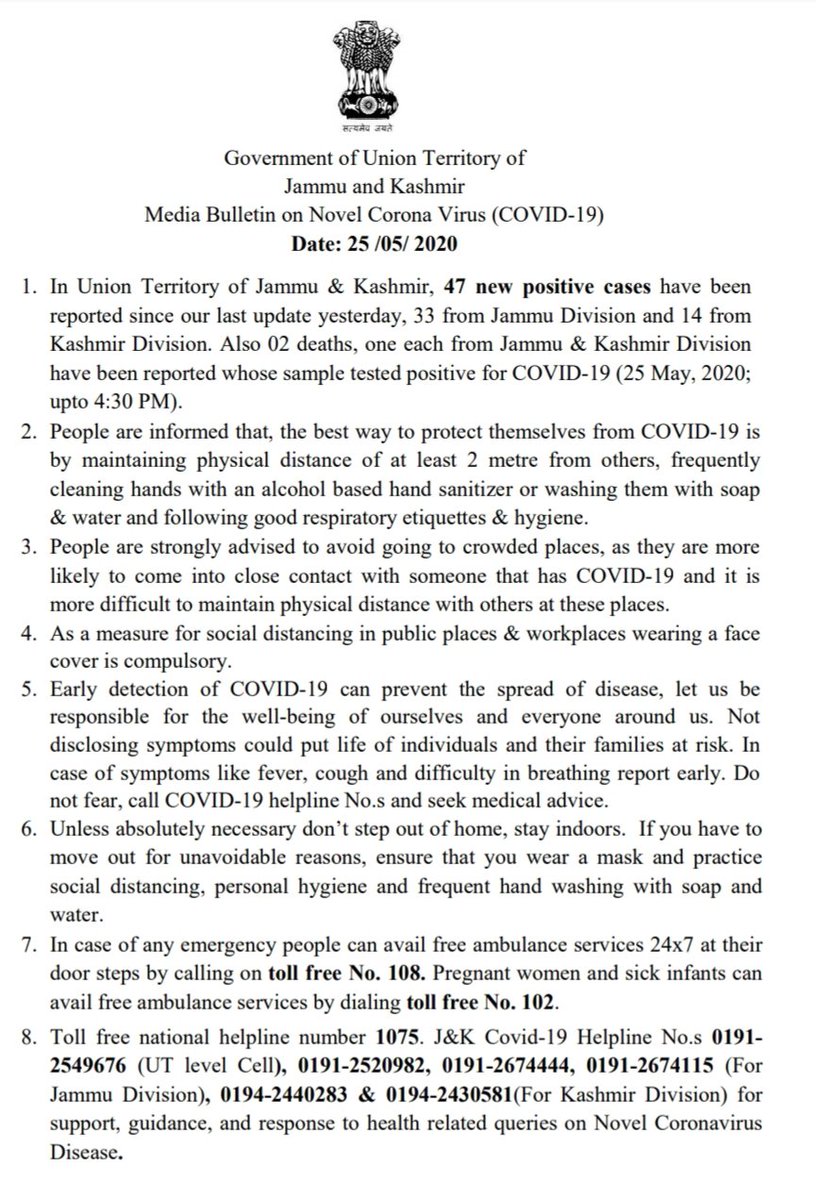 सत्यमेव जयते
Government of Union Territory of
Jammu and Kashmir
Media Bulletin on Novel Corona Virus (COVID-19)
Date: 25 /05/ 2020
1. In Union Territory of Jammu & Kashmir, 47 new positive cases have been
reported since our last update yesterday, 33 from Jammu Division and 14 from
Kashmir Division. Also 02 deaths, one each from Jammu & Kashmir Division
have been reported whose sample tested positive for COVID-19 (25 May, 2020;
upto 4:30 PM).
2. People are informed that, the best way to protect themselves from COVID-19 is
by maintaining physical distance of at least 2 metre from others, frequently
cleaning hands with an alcohol based hand sanitizer or washing them with soap
& water and following good respiratory etiquettes & hygiene.
3. People are strongly advised to avoid going to crowded places, as they are more
likely to come into close contact with someone that has COVID-19 and it is
more difficult to maintain physical distance with others at these places.
4. As a measure for social distancing in public places & workplaces wearing a face
cover is compulsory.
5. Early detection of COVID-19 can prevent the spread of disease, let us be
responsible for the well-being of ourselves and everyone around us. Not
disclosing symptoms could put life of individuals and their families at risk. In
case of symptoms like fever, cough and difficulty in breathing report early. Do
not fear, call COVID-19 helpline No.s and seek medical advice.
6. Unless absolutely necessary don't step out of home, stay indoors. If you have to
move out for unavoidable reasons, ensure that you wear a mask and practice
social distancing, personal hygiene and frequent hand washing with soap and
water.
7. In case of any emergency people can avail free ambulance services 24x7 at their
door steps by calling on toll free No. 108. Pregnant women and sick infants can
avail free ambulance services by dialing toll free No. 102.
8. Toll free national helpline number 1075. J&K Covid-19 Helpline No.s 0191-
2549676 (UT level Cell), 0191-2520982, 0191-2674444, 0191-2674115 (For
Jammu Division), 0194-2440283 & 0194-2430581(For Kashmir Division) for
support, guidance, and response to health related queries on Novel Coronavirus
Disease.